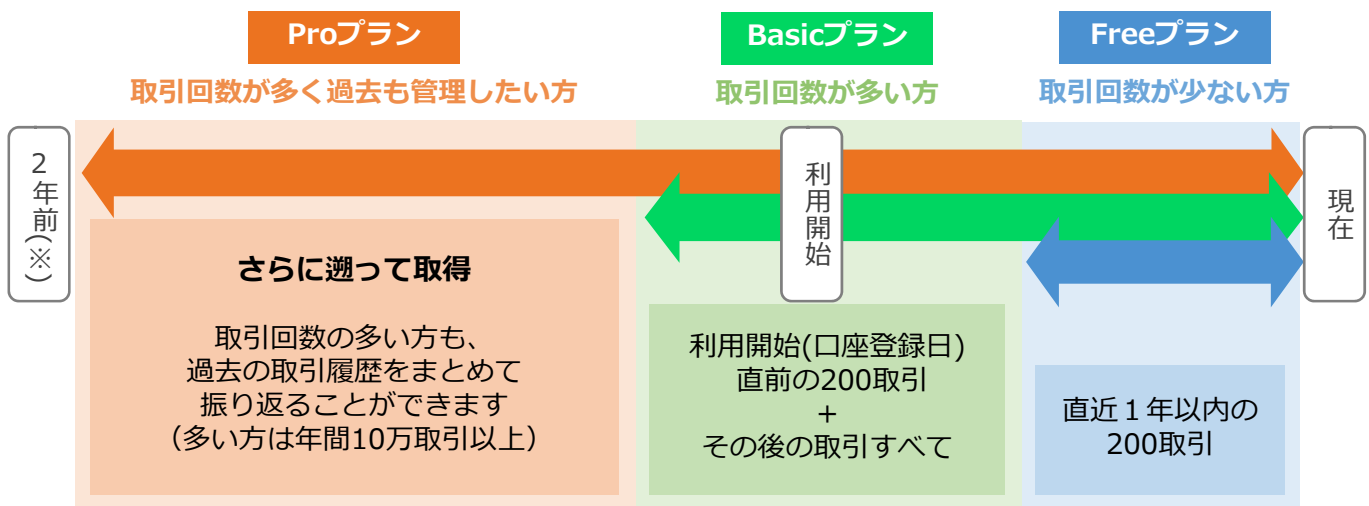 Proプラン
Basicプラン
Freeプラン
取引回数が多く過去も管理したい方
取引回数が多い方
取引回数が少ない方
2年前(※)
利用開始
現在
さらに遡って取得
取引回数の多い方も、
過去の取引履歴をまとめて
振り返ることができます
（多い方は年間10万取引以上）
利用開始(口座登録日)
直前の200取引
+
その後の取引すべて
直近１年以内の
200取引